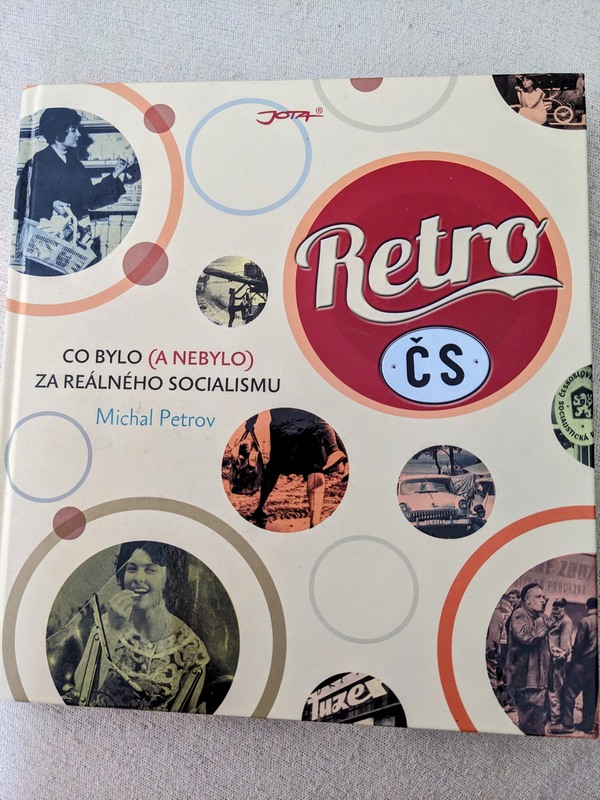 JOTA®
Retro
ČS
CO BYLO (A NEBYLO)
ZA REÁLNÉHO SOCIALISMU
Michal Petrov
Tuzex